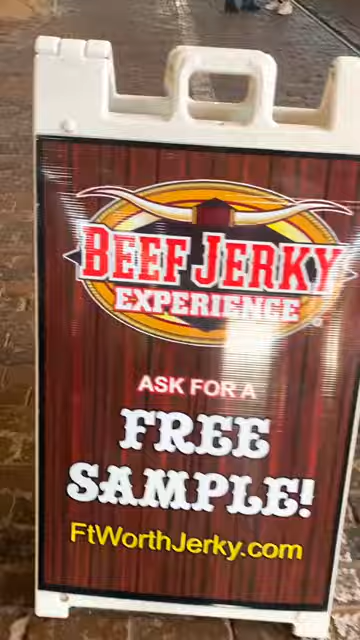 BEEF JERKY
EXPERIENCE
ASK FOR A
FREE
SAMPLE!
FtWorthJerky.com